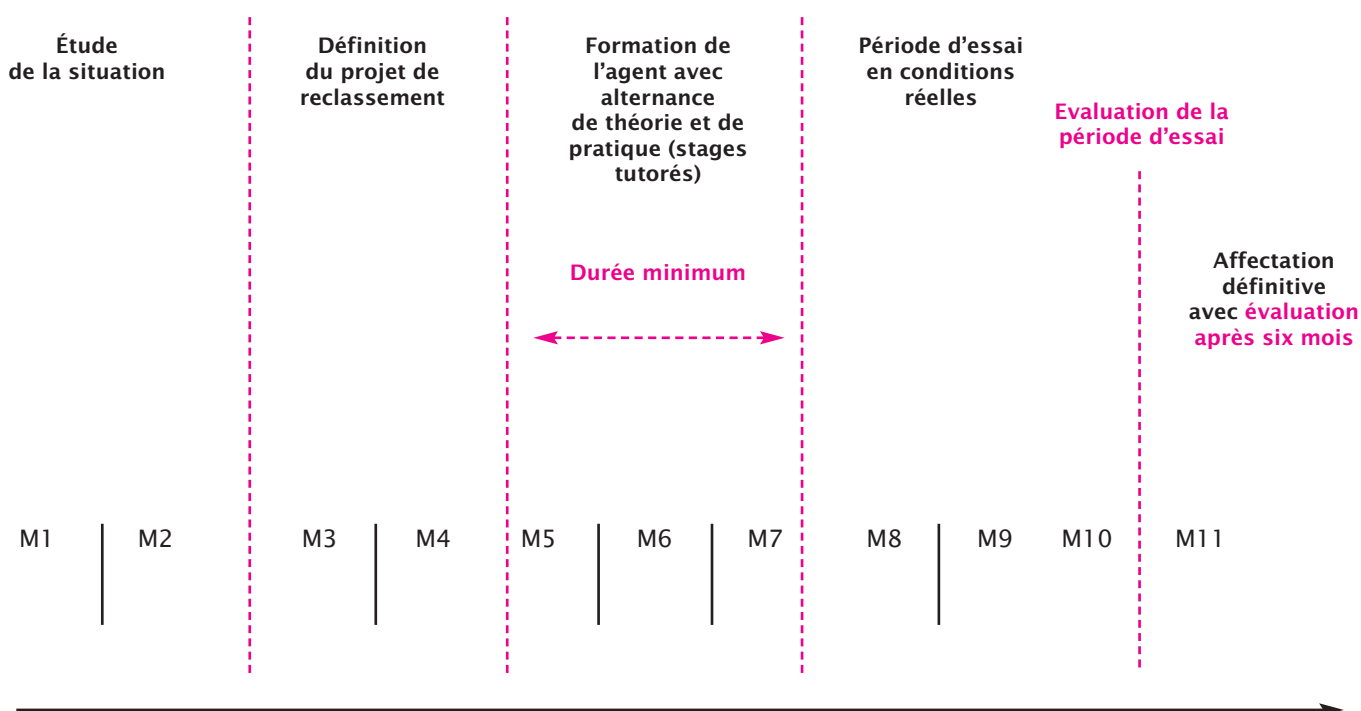 Étude
de la situation
Définition
du projet de
reclassement
Formation de
l’agent avec
alternance
de théorie et de
pratique (stages
tutorés)
Période d'essai
en conditions
réelles
Evaluation de la
période d’essai
Durée minimum
Affectation
définitive
avec évaluation
après six mois
M1 M2 M3 M4 M5 M6 M7 M8 M9 M10 M11